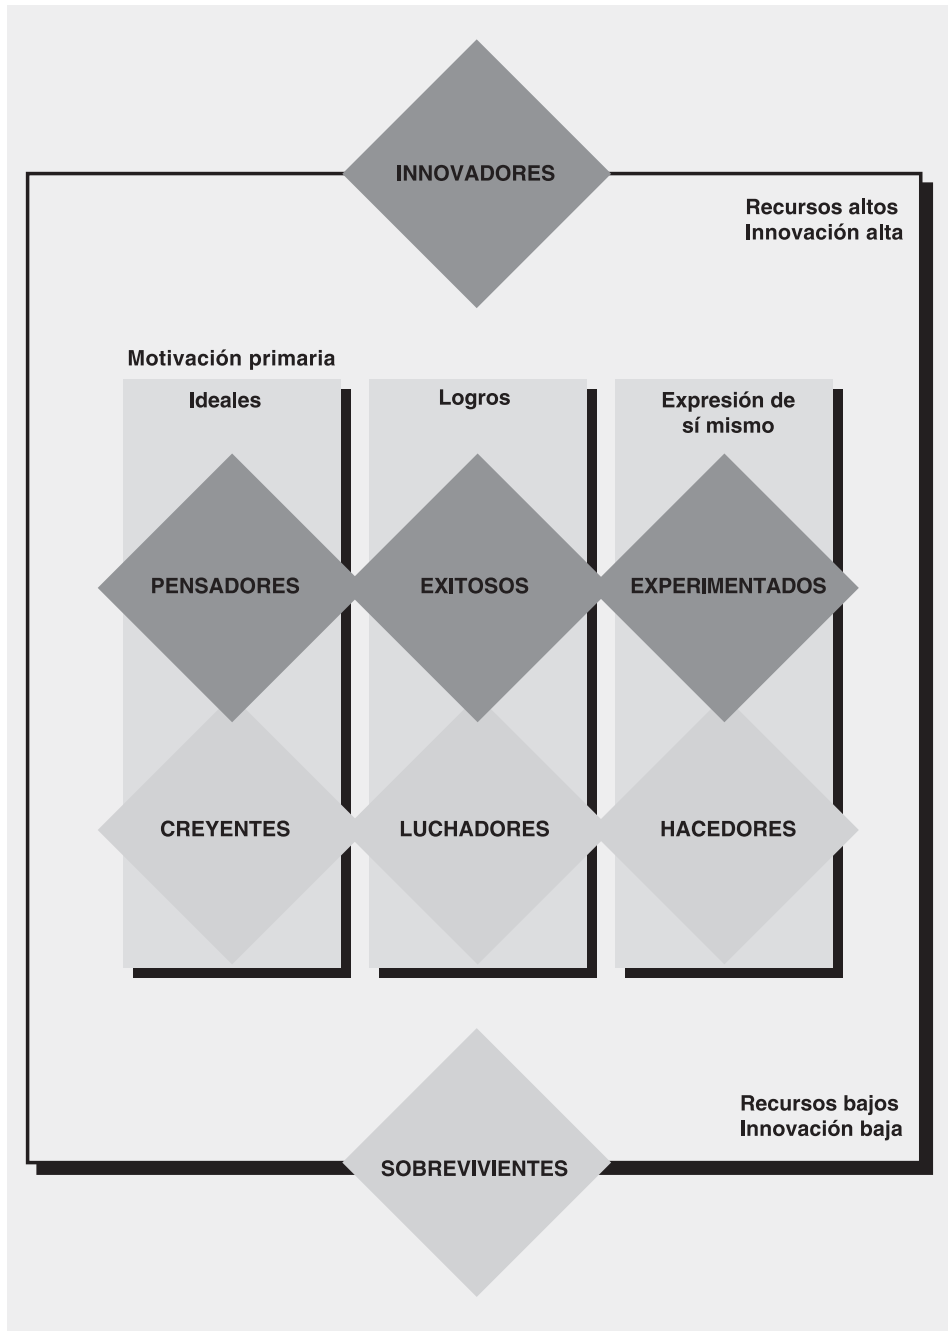 INNOVADORES
Recursos altos
Innovación alta
Motivación primaria
Ideales
Logros
Expresión de
sí mismo
PENSADORES
EXITOSOS
EXPERIMENTADOS
CREYENTES
LUCHADORES
HACEDORES
Recursos bajos
Innovación baja
SOBREVIVIENTES